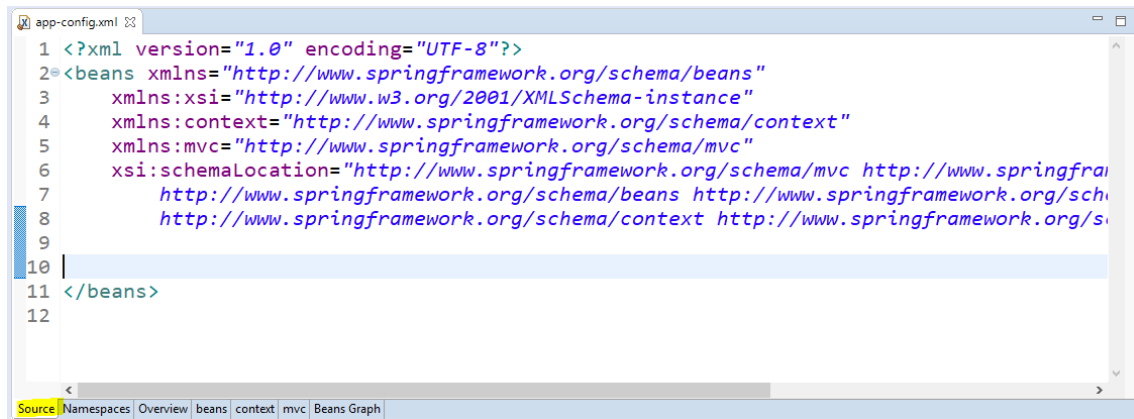 app-config.xml
1 <?xml version="1.0" encoding="UTF-8"?>
2 <beans xmlns="http://www.springframework.org/schema/beans"
3 xmlns:xsi="http://www.w3.org/2001/XMLSchema-instance"
4 xmlns:context="http://www.springframework.org/schema/context"
5 xmlns:mvc="http://www.springframework.org/schema/mvc"
6 xsi:schemaLocation="http://www.springframework.org/schema/mvc http://www.springfra
7 http://www.springframework.org/schema/beans http://www.springframework.org/sch
8 http://www.springframework.org/schema/context http://www.springframework.org/s
9
10
11 </beans>
12
Source Namespaces Overview beans context mvc Beans Graph